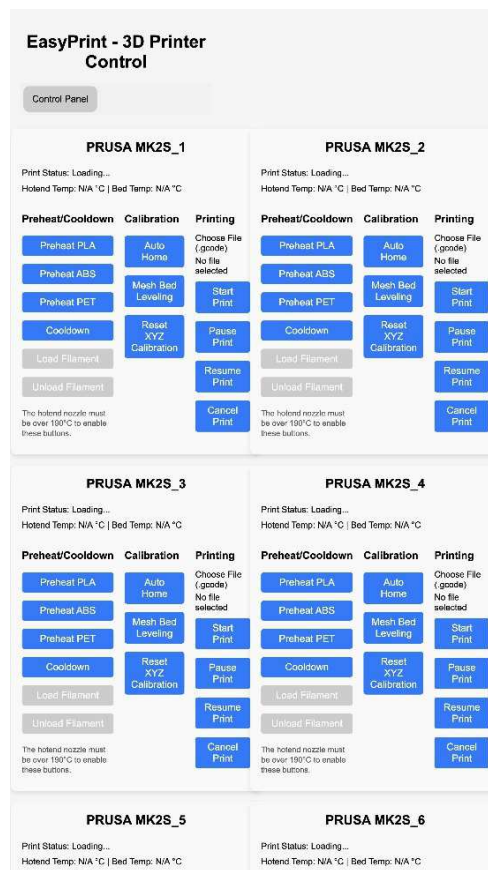 EasyPrint - 3D Printer
Control
Control Panel
PRUSA MK2S_1
Print Status: Loading...
Hotend Temp: N/A °C | Bed Temp: N/A °C
Preheat/Cooldown
Preheat PLA
Preheat ABS
Preheat PET
Cooldown
Load Filament
Unload Filament
The hotend nozzle must
be over 190°C to enable
these buttons.
Calibration
Auto
Home
Mesh Bed
Leveling
Reset
XYZ
Calibration
Printing
Choose File
(.gcode)
No file
selected
Start
Print
Pause
Print
Resume
Print
Cancel
Print
PRUSA MK2S_2
Print Status: Loading...
Hotend Temp: N/A °C | Bed Temp: N/A °C
Preheat/Cooldown
Preheat PLA
Preheat ABS
Preheat PET
Cooldown
Load Filament
Unload Filament
The hotend nozzle must
be over 190°C to enable
these buttons.
Calibration
Auto
Home
Mesh Bed
Leveling
Reset
XYZ
Calibration
Printing
Choose File
(.gcode)
No file
selected
Start
Print
Pause
Print
Resume
Print
Cancel
Print
PRUSA MK2S_3
Print Status: Loading...
Hotend Temp: N/A °C | Bed Temp: N/A °C
Preheat/Cooldown
Preheat PLA
Preheat ABS
Preheat PET
Cooldown
Load Filament
Unload Filament
The hotend nozzle must
be over 190°C to enable
these buttons.
Calibration
Auto
Home
Mesh Bed
Leveling
Reset
XYZ
Calibration
Printing
Choose File
(.gcode)
No file
selected
Start
Print
Pause
Print
Resume
Print
Cancel
Print
PRUSA MK2S_4
Print Status: Loading...
Hotend Temp: N/A °C | Bed Temp: N/A °C
Preheat/Cooldown
Preheat PLA
Preheat ABS
Preheat PET
Cooldown
Load Filament
Unload Filament
The hotend nozzle must
be over 190°C to enable
these buttons.
Calibration
Auto
Home
Mesh Bed
Leveling
Reset
XYZ
Calibration
Printing
Choose File
(.gcode)
No file
selected
Start
Print
Pause
Print
Resume
Print
Cancel
Print
PRUSA MK2S_5
Print Status: Loading...
Hotend Temp: N/A °C | Bed Temp: N/A °C
PRUSA MK2S_6
Print Status: Loading...
Hotend Temp: N/A °C | Bed Temp: N/A °C